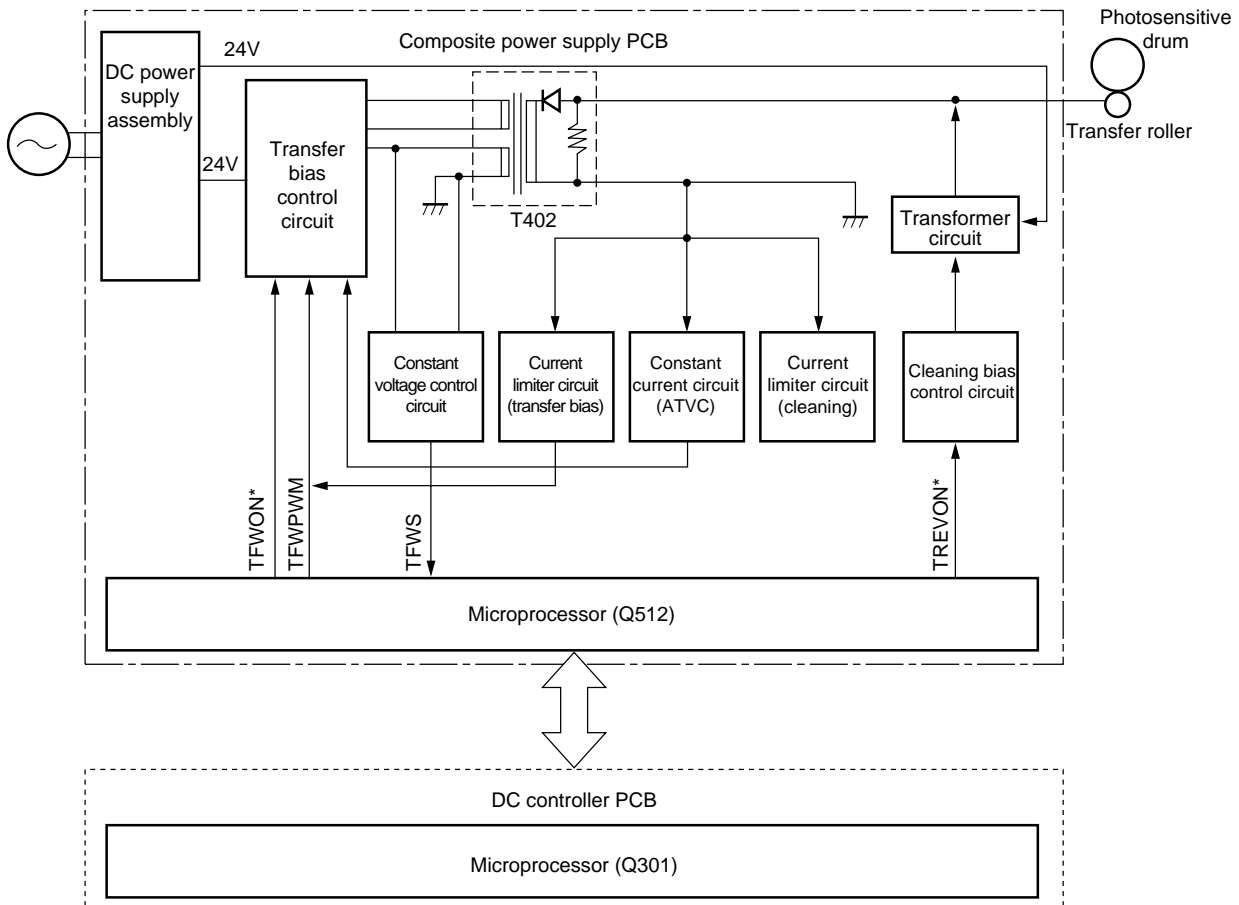 Photosensitive
drum
Composite power supply PCB
24V
DC power
supply
assembly
Transfer roller
24V
Transfer
bias
control
circuit
T402
Transformer
circuit
Constant
voltage control
circuit
Current
limiter circuit
(transfer bias)
Constant
current circuit
(ATVC)
Current
limiter circuit
(cleaning)
Cleaning bias
control circuit
TFWON*
TFWPWM
TFWS
TREVON*
Microprocessor (Q512)
DC controller PCB
Microprocessor (Q301)